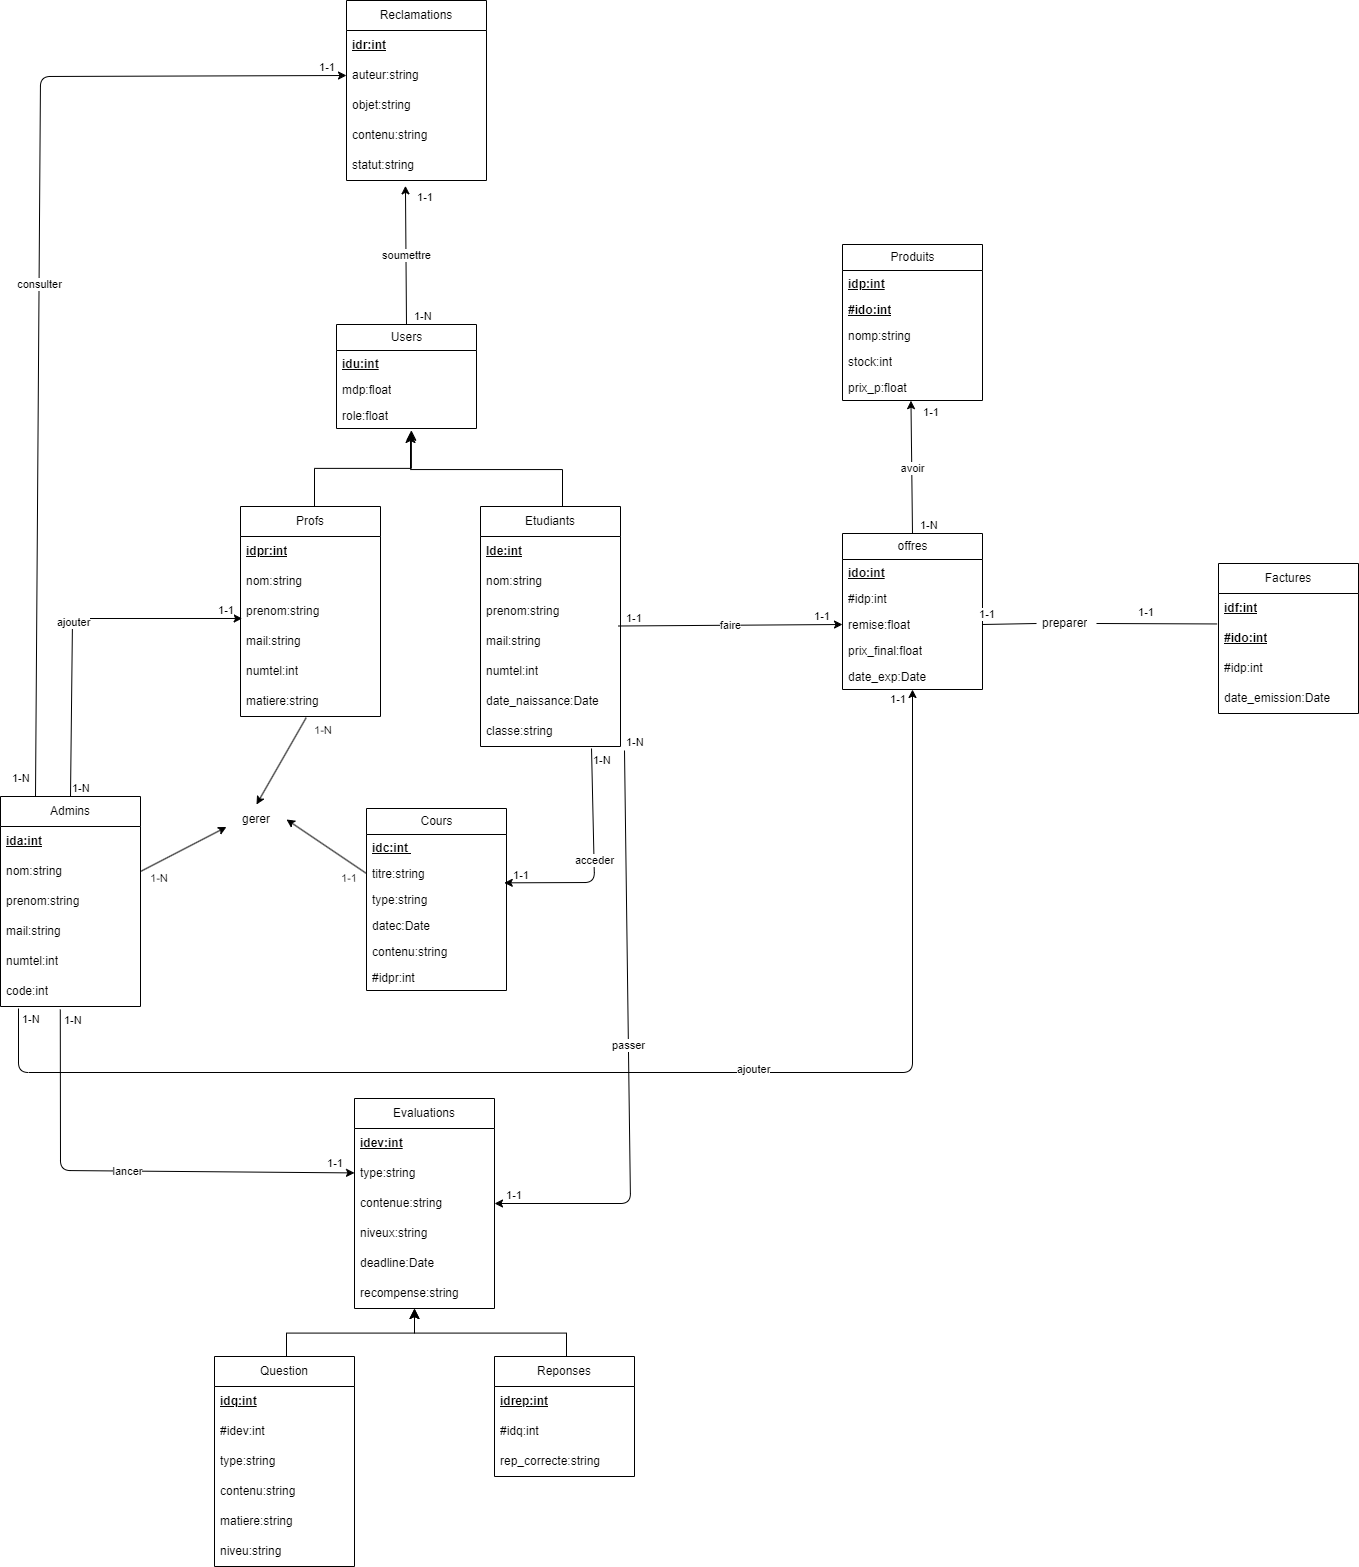 Reclamations
idr:int
auteur:string
objet:string
contenu:string
statut:string
1-1
1-1
soumettre
consulter
1-N
Users
idu:int
mdp:float
role:float
Produits
idp:int
#ido:int
nomp:string
stock:int
prix_p:float
1-1
avoir
1-N
Profs
idpr:int
nom:string
prenom:string
mail:string
numtel:int
matiere:string
1-N
Etudiants
Ide:int
nom:string
prenom:string
mail:string
numtel:int
date_naissance:Date
classe:string
1-1
faire
1-1
offres
ido:int
#idp:int
remise:float
prix_final:float
date_exp:Date
1-1
1-1
preparer
1-1
Factures
idf:int
#ido:int
#idp:int
date_emission:Date
ajouter
1-1
1-N
1-N
Admins
ida:int
nom:string
prenom:string
mail:string
numtel:int
code:int
1-N
gerer
1-1
Cours
idc:int
titre:string
type:string
datec:Date
contenu:string
#idpr:int
1-N
acceder
1-1
1-N
passer
1-1
1-N
1-N
ajouter
lancer
1-1
Evaluations
idev:int
type:string
contenue:string
niveux:string
deadline:Date
recompense:string
Question
idq:int
#idev:int
type:string
contenu:string
matiere:string
niveu:string
Reponses
idrep:int
#idq:int
rep_correcte:string